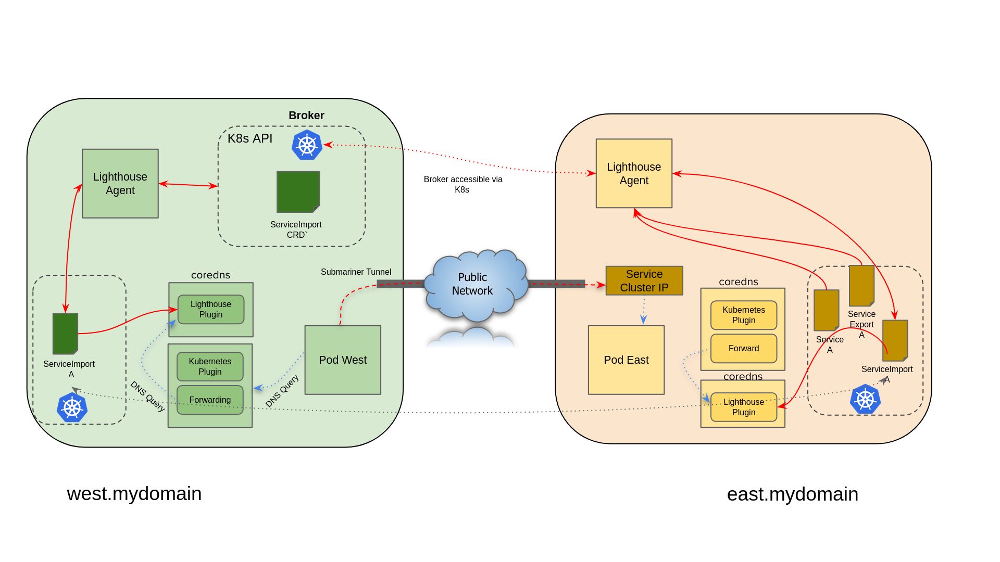 Broker
K8s API
Lighthouse
Agent
ServiceImport
CRD`
Lighthouse
Agent
Broker accessible via
K8s
Submariner Tunnel
Public
Network
coredns
Lighthouse
Plugin
Kubernetes
Plugin
Forwarding
ServiceImport
A
DNS Query
DNS Query
Pod West
Service
Cluster IP
Pod East
coredns
Kubernetes
Plugin
Forward
coredns
Lighthouse
Plugin
Service
Export
A
Service
A
ServiceImport
A
west.mydomain
east.mydomain